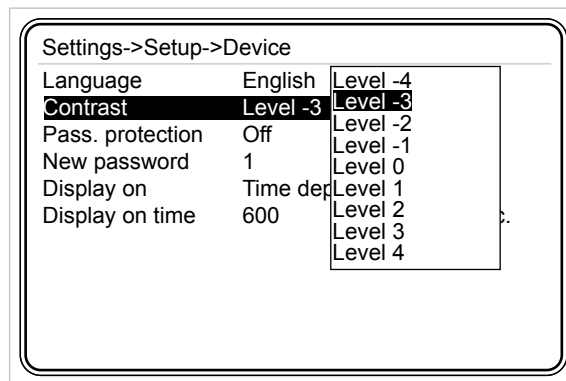 Settings->Setup->Device
Language English
Contrast Level -3
Pass. protection Off
New password 1
Display on Time dep
Display on time 600 c.
Level -4
Level -3
Level -2
Level -1
Level 0
Level 1
Level 2
Level 3
Level 4